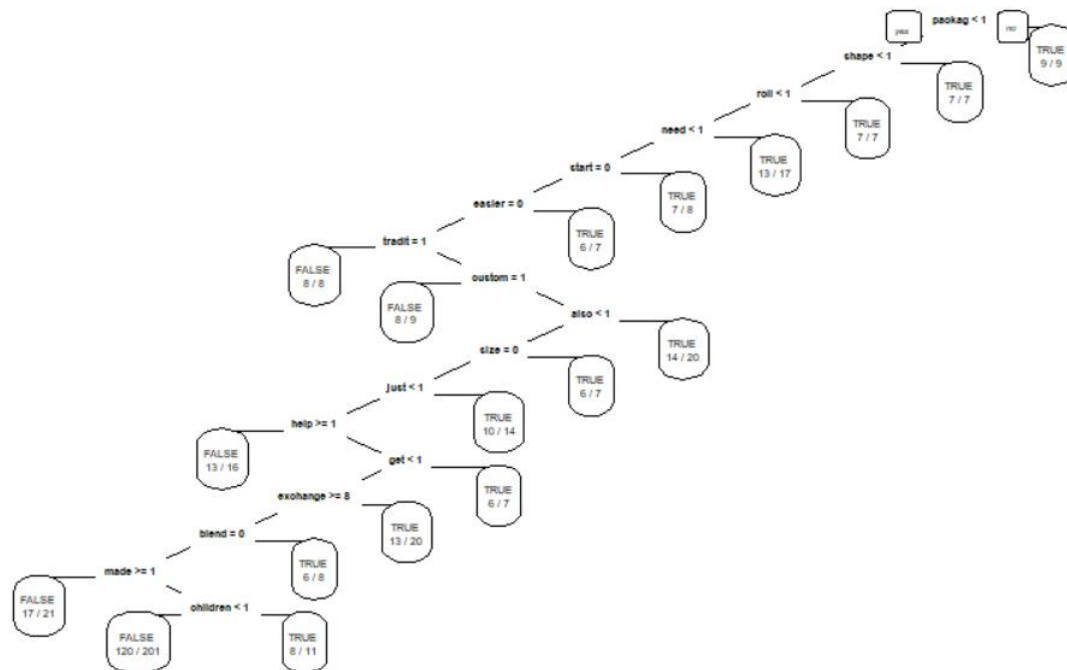 yes
paokag < 1
no
TRUE
9 / 9
shape < 1
TRUE
7 / 7
roll < 1
TRUE
7 / 7
need < 1
TRUE
13 / 17
start = 0
TRUE
7 / 8
easier = 0
TRUE
6 / 7
tradit = 1
FALSE
8 / 8
oustom = 1
FALSE
8 / 9
also < 1
TRUE
14 / 20
size = 0
TRUE
6 / 7
just < 1
TRUE
10 / 14
help >= 1
FALSE
13 / 16
get < 1
TRUE
6 / 7
exohange >= 8
TRUE
13 / 20
blend = 0
TRUE
6 / 8
made >= 1
FALSE
17 / 21
ohildren < 1
FALSE
120 / 201
TRUE
8 / 11